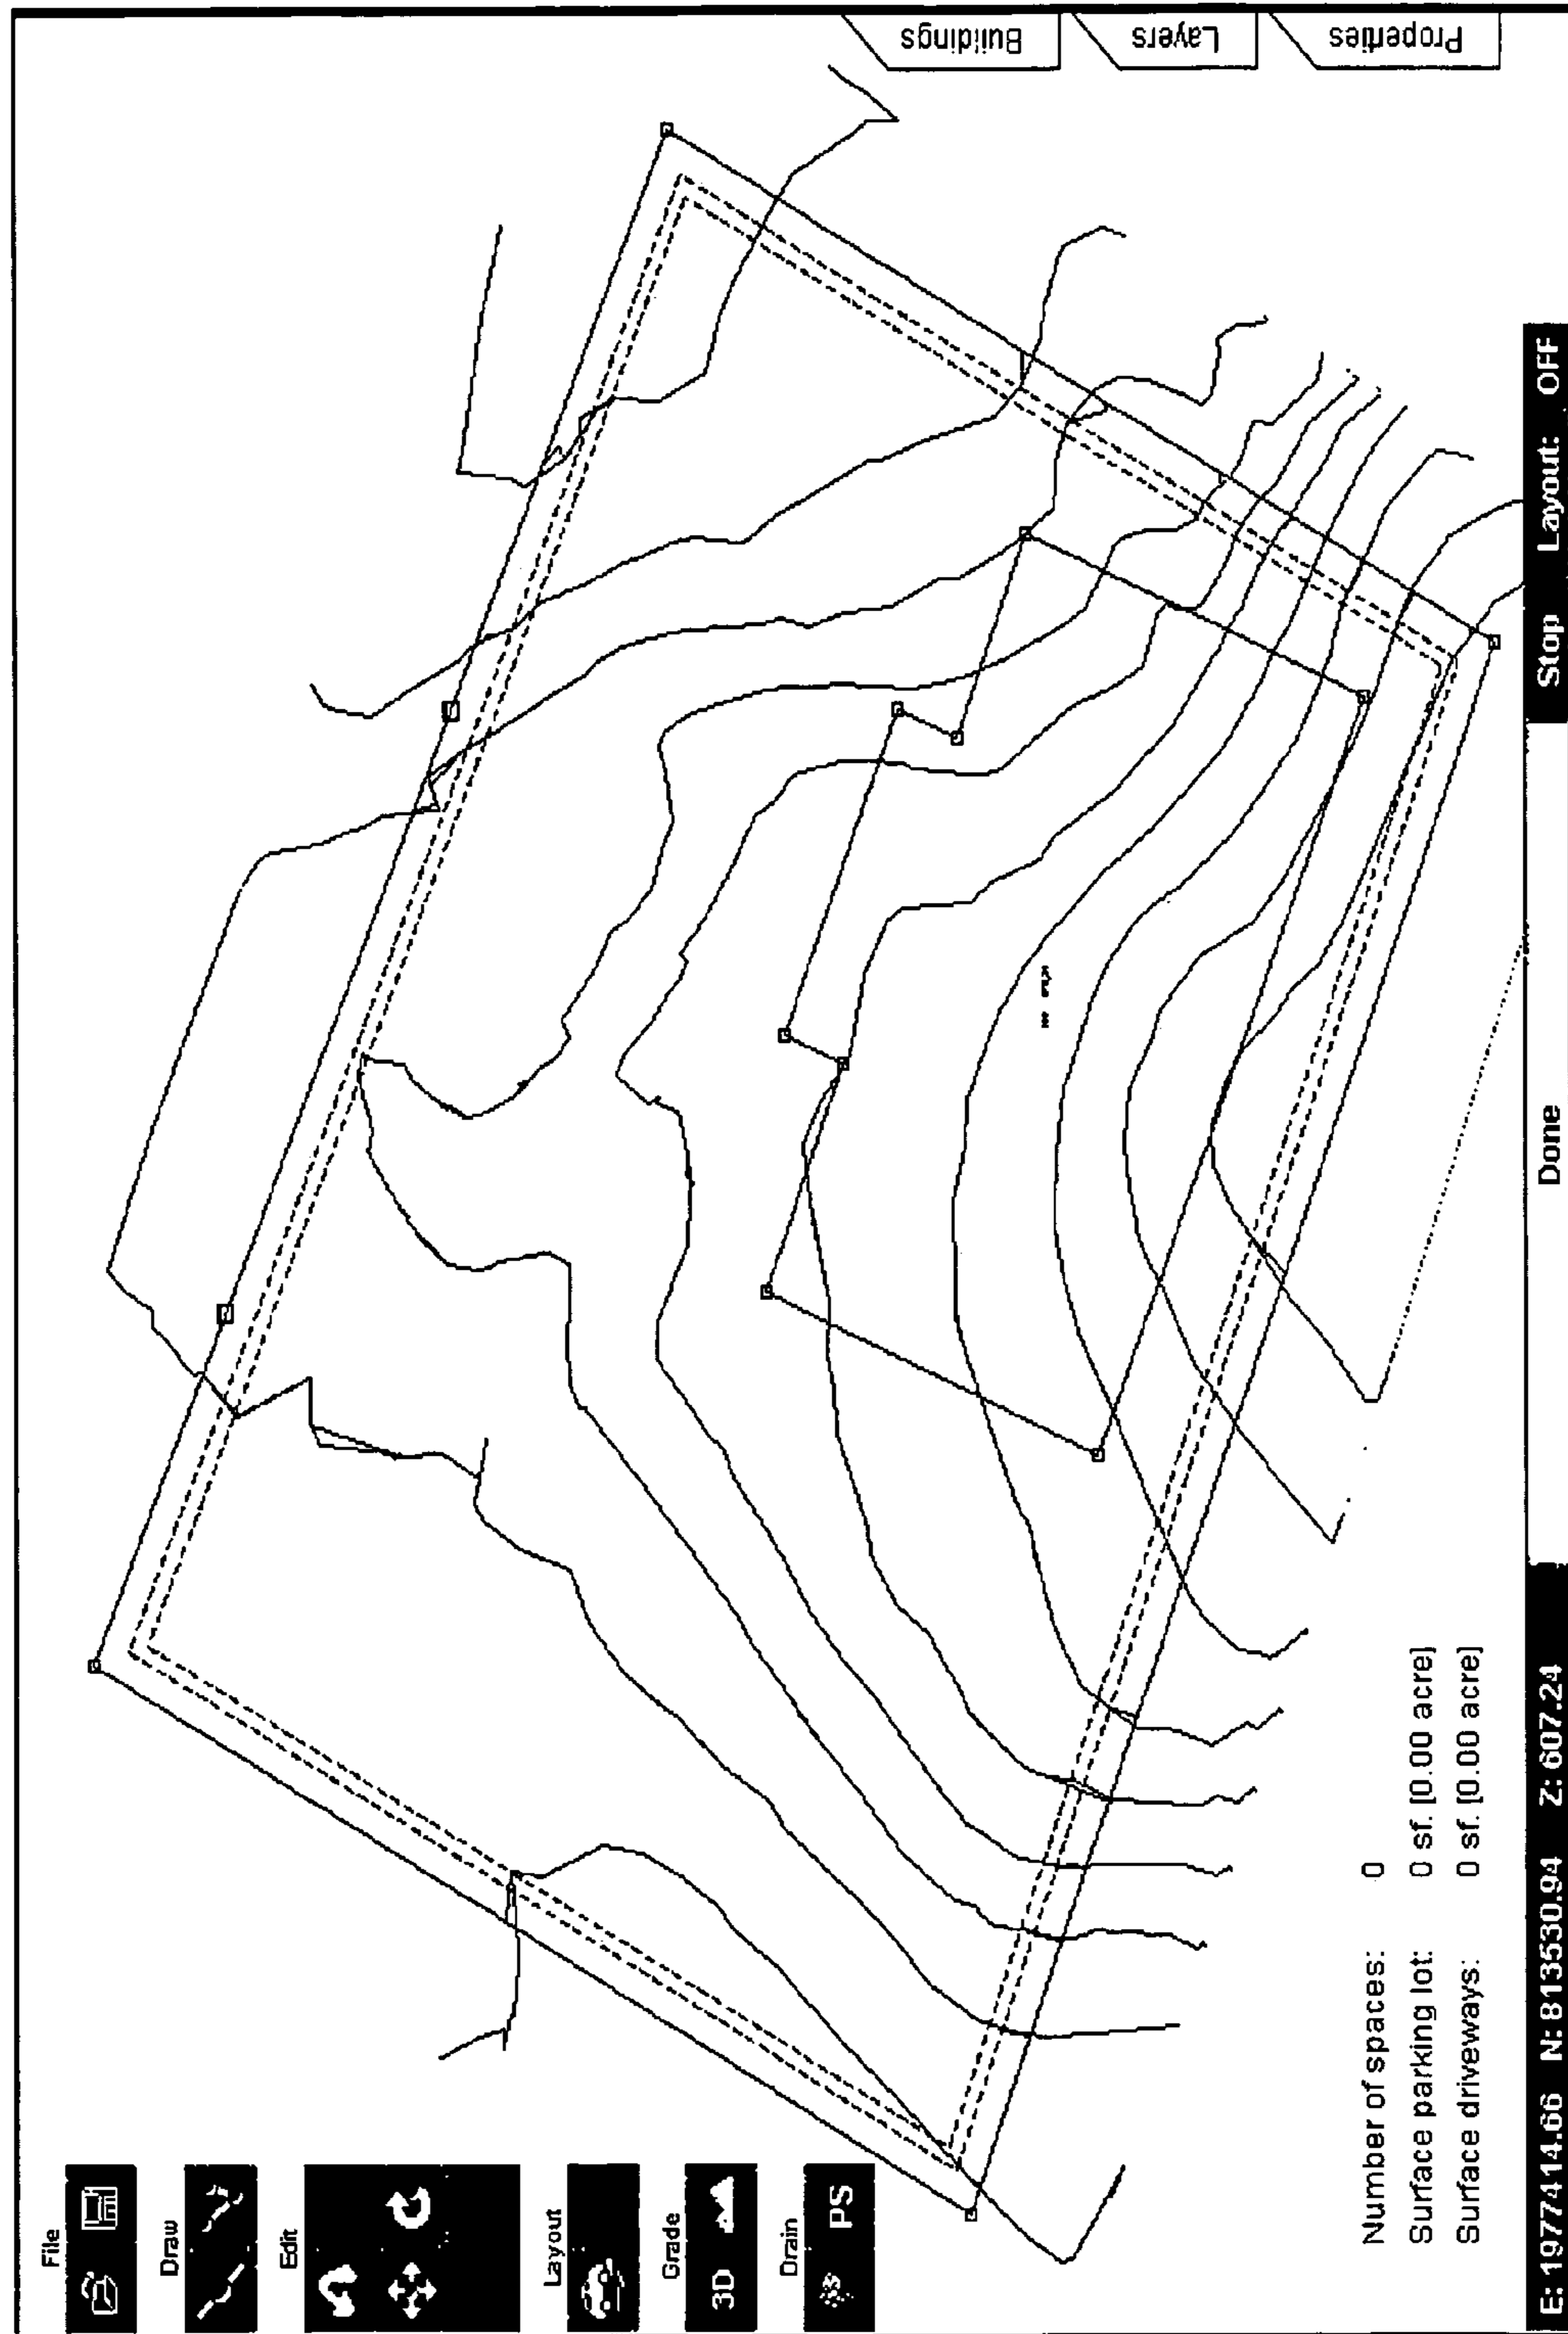 File
Draw
Edit
Layout
Grade
3D
Drain
PS
Buildings
Layers
Properties
Number of spaces: 0
Surface parking lot: 0 sf. [0.00 acre]
Surface driveways: 0 sf. [0.00 acre]
E: 1977414.66 N: 813530.94 Z: 607.24
Done
Stop Layout: OFF